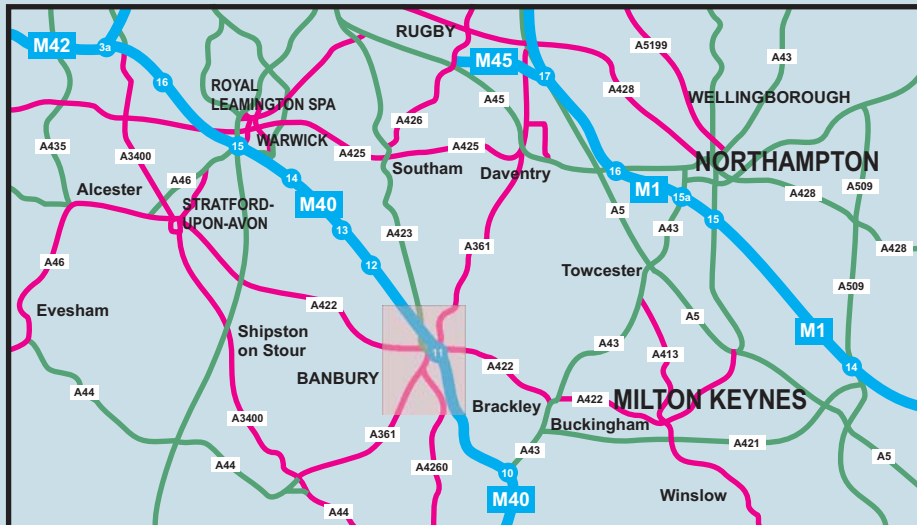 RUGBY
A5199
A43
M42
3a
M45
17
16
ROYAL
LEAMINGTON SPA
A45
A428
WELLINGBOROUGH
A426
WARWICK
A435
A3400
15
A425
A425
Southam
Daventry
16
NORTHAMPTON
Alcester
A46
14
M1
15a
A428
A509
STRATFORD-
UPON-AVON
M40
A5
15
13
A423
A43
A361
A428
A46
12
Towcester
A509
Evesham
A422
A5
M1
Shipston
on Stour
11
A43
A413
14
BANBURY
A422
A44
Brackley
A422
MILTON KEYNES
A3400
Buckingham
A361
A43
A421
A4260
A5
A44
10
M40
Winslow
A44